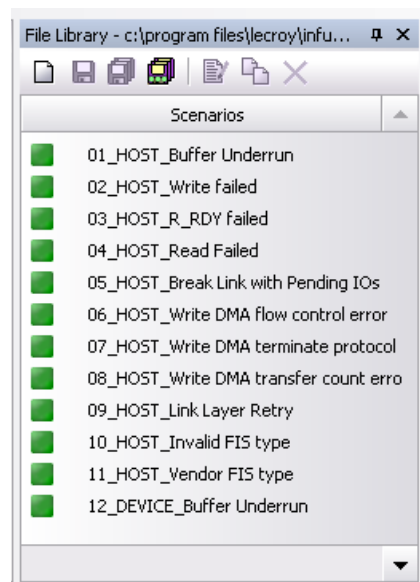 File Library - c:\program files\lecroy\infu...
Scenarios
01_HOST_Buffer Underrun
02_HOST_Write failed
03_HOST_R_RDY failed
04_HOST_Read Failed
05_HOST_Break Link with Pending IOs
06_HOST_Write DMA flow control error
07_HOST_Write DMA terminate protocol
08_HOST_Write DMA transfer count erro
09_HOST_Link Layer Retry
10_HOST_Invalid FIS type
11_HOST_Vendor FIS type
12_DEVICE_Buffer Underrun